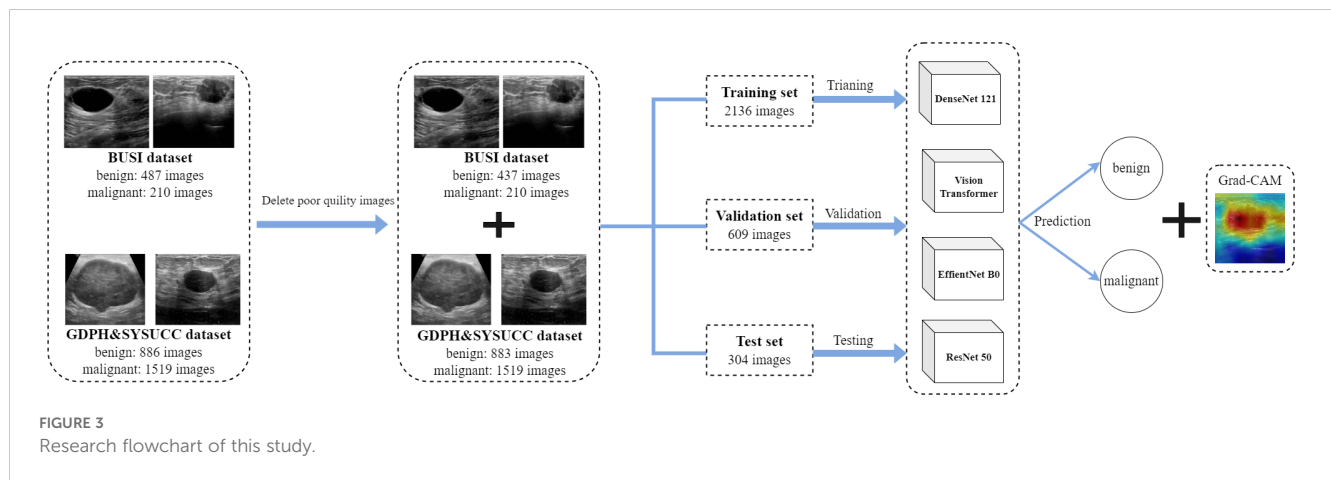 BUSI dataset
benign: 487 images
malignant: 210 images
GDPH&SYSUCC dataset
benign: 886 images
malignant: 1519 images
Delete poor quility images
BUSI dataset
benign: 437 images
malignant: 210 images
+
GDPH&SYSUCC dataset
benign: 883 images
malignant: 1519 images
Training set
2136 images
Trianing
Validation set
609 images
Validation
Test set
304 images
Testing
DenseNet 121
Vision
Transformer
EffientNet B0
ResNet 50
Prediction
benign
malignant
+
Grad-CAM
FIGURE 3
Research flowchart of this study.